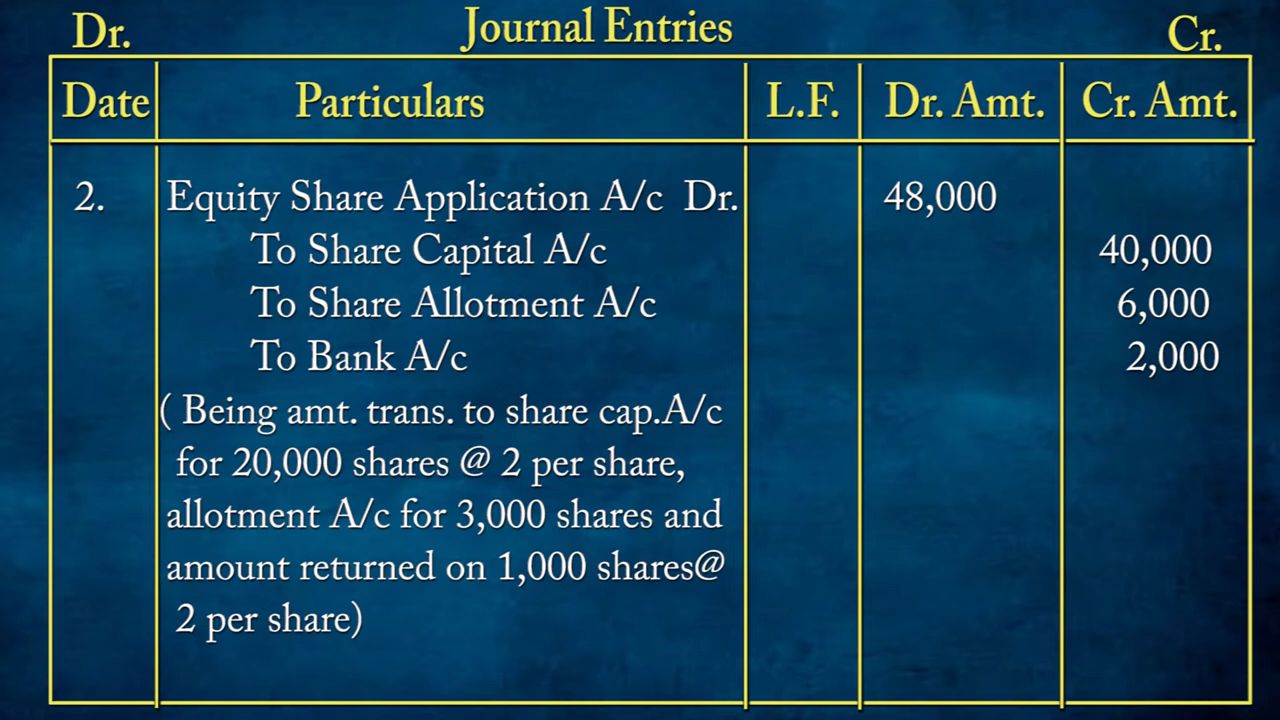 Dr. Journal Entries Cr.
Date Particulars L.F. Dr. Amt. Cr. Amt.
2. Equity Share Application A/c Dr. 48,000
To Share Capital A/c 40,000
To Share Allotment A/c 6,000
To Bank A/c 2,000
( Being amt. trans. to share cap.A/c
for 20,000 shares @ 2 per share,
allotment A/c for 3,000 shares and
amount returned on 1,000 shares@
2 per share)